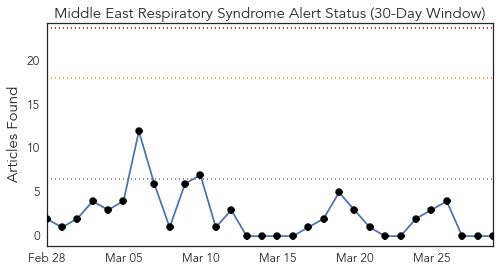 Middle East Respiratory Syndrome Alert Status (30-Day Window)
Articles Found
20
15
10
5
0
Feb 28 Mar 05 Mar 10 Mar 15 Mar 20 Mar 25